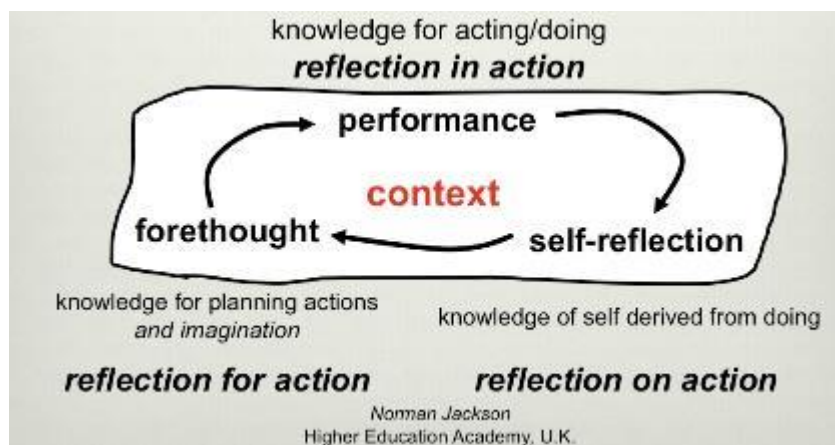 knowledge for acting/doing
reflection in action
performance
context
forethought
self-reflection
knowledge for planning actions
and imagination
knowledge of self derived from doing
reflection for action
reflection on action
Norman Jackson
Higher Education Academy, U.K.